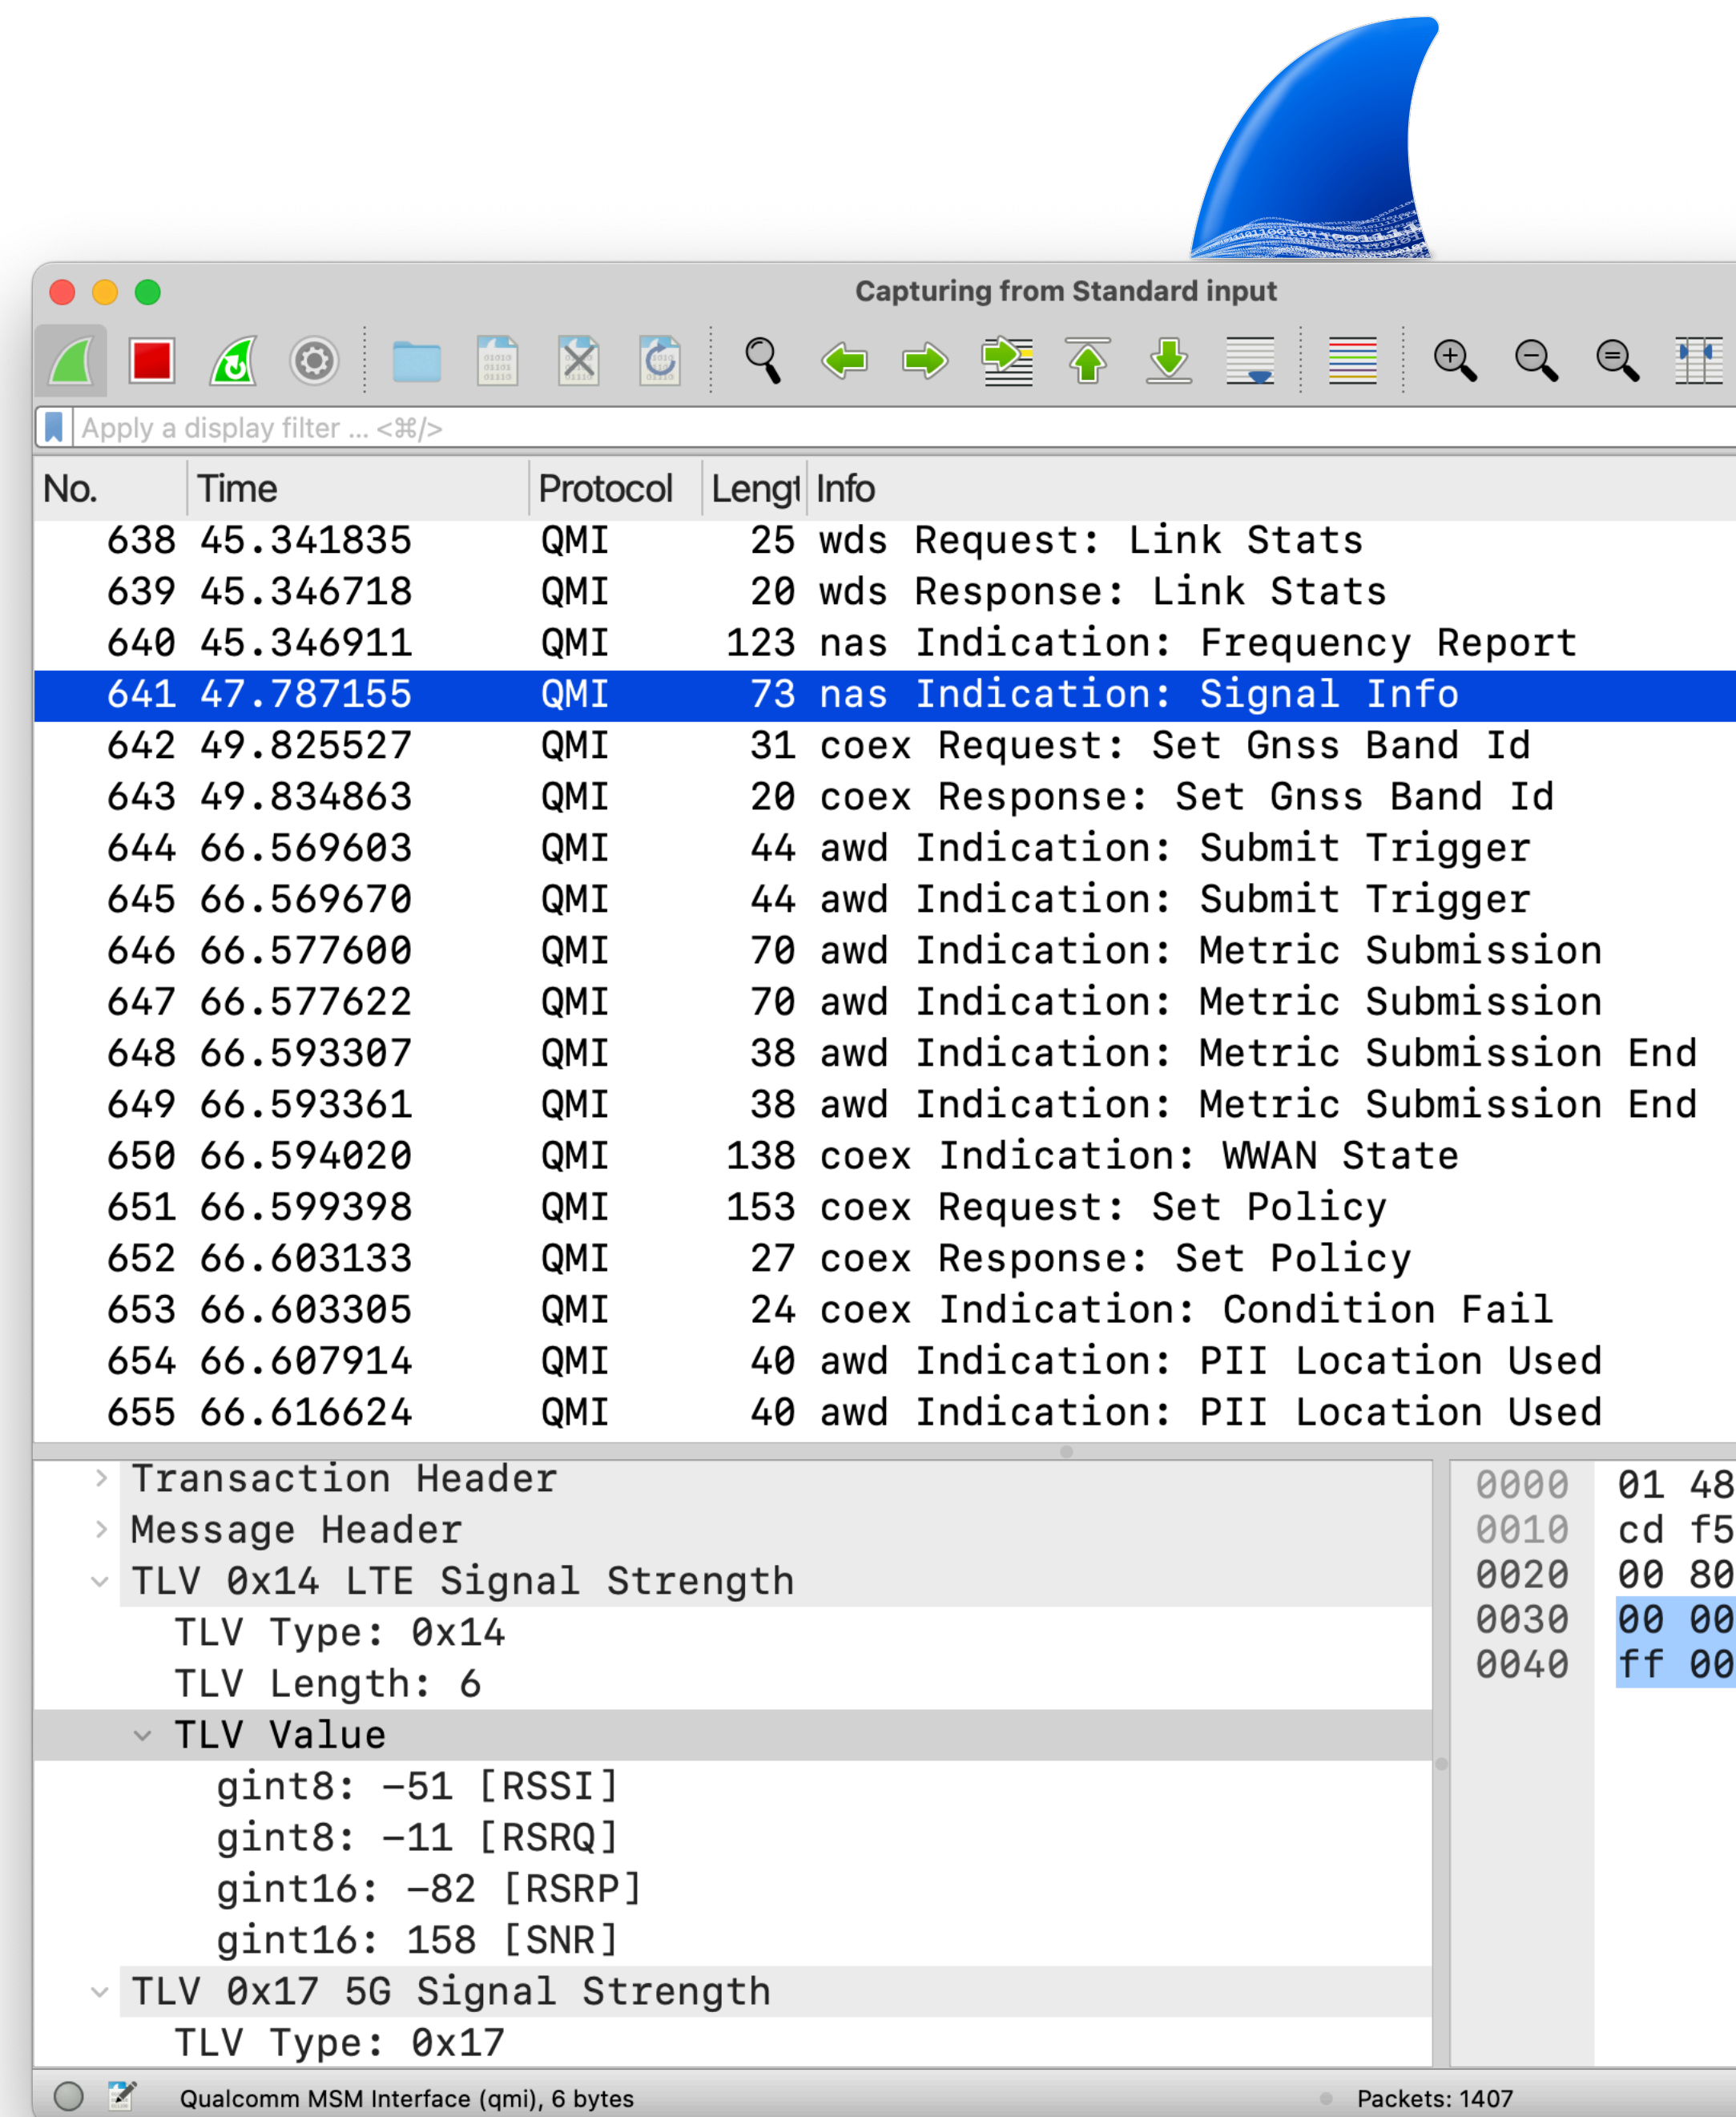 Capturing from Standard input
Apply a display filter ... <⌘/>
No. Time Protocol Lengt Info
638 45.341835 QMI 25 wds Request: Link Stats
639 45.346718 QMI 20 wds Response: Link Stats
640 45.346911 QMI 123 nas Indication: Frequency Report
641 47.787155 QMI 73 nas Indication: Signal Info
642 49.825527 QMI 31 coex Request: Set Gnss Band Id
643 49.834863 QMI 20 coex Response: Set Gnss Band Id
644 66.569603 QMI 44 awd Indication: Submit Trigger
645 66.569670 QMI 44 awd Indication: Submit Trigger
646 66.577600 QMI 70 awd Indication: Metric Submission
647 66.577622 QMI 70 awd Indication: Metric Submission
648 66.593307 QMI 38 awd Indication: Metric Submission End
649 66.593361 QMI 38 awd Indication: Metric Submission End
650 66.594020 QMI 138 coex Indication: WWAN State
651 66.599398 QMI 153 coex Request: Set Policy
652 66.603133 QMI 27 coex Response: Set Policy
653 66.603305 QMI 24 coex Indication: Condition Fail
654 66.607914 QMI 40 awd Indication: PII Location Used
655 66.616624 QMI 40 awd Indication: PII Location Used
Transaction Header
Message Header
TLV 0x14 LTE Signal Strength
TLV Type: 0x14
TLV Length: 6
TLV Value
gint8: −51 [RSSI]
gint8: −11 [RSRQ]
gint16: −82 [RSRP]
gint16: 158 [SNR]
TLV 0x17 5G Signal Strength
TLV Type: 0x17
0000 01 48
0010 cd f5
0020 00 80
0030 00 00
0040 ff 00
Qualcomm MSM Interface (qmi), 6 bytes
Packets: 1407